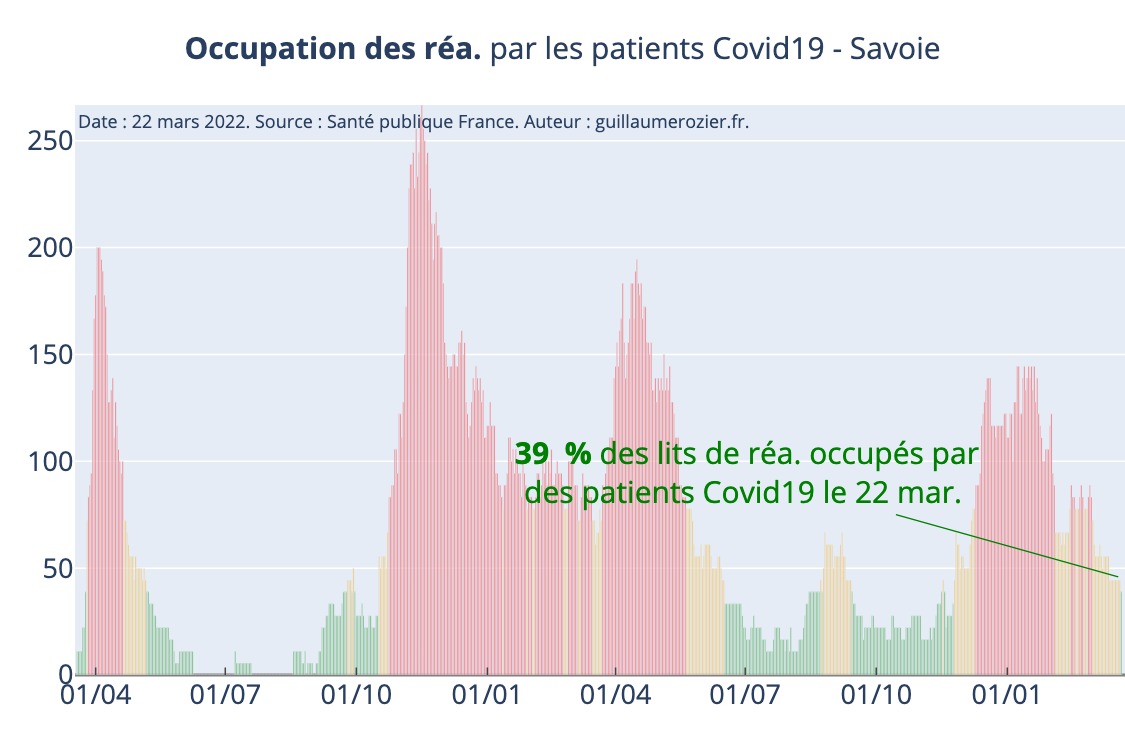 Occupation des réa. par les patients Covid19 - Savoie
Date : 22 mars 2022. Source : Santé publique France. Auteur : guillaumerozier.fr.
250
200
150
100
50
0
39 % des lits de réa. occupés par
des patients Covid19 le 22 mar.
01/04 01/07 01/10 01/01 01/04 01/07 01/10 01/01